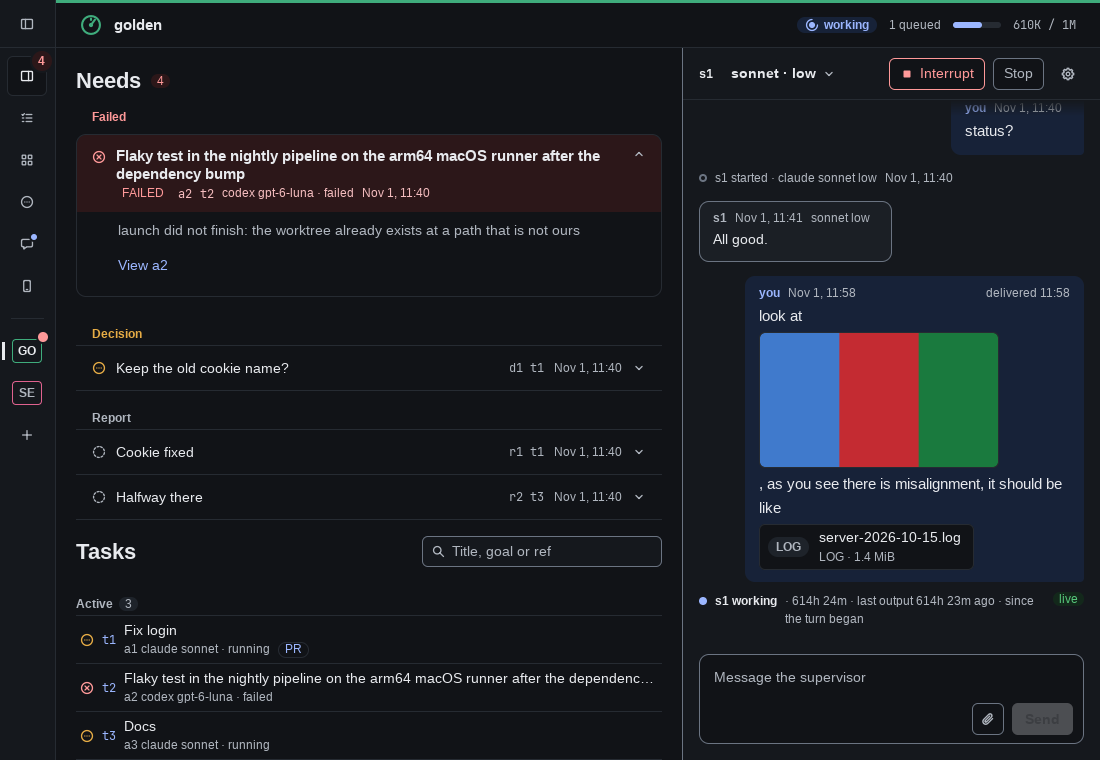 golden
working
1 queued
610K / 1M
4
GO
SE
Needs 4
Failed
Flaky test in the nightly pipeline on the arm64 macOS runner after the
dependency bump
FAILED a2 t2 codex gpt-6-luna · failed Nov 1, 11:40
launch did not finish: the worktree already exists at a path that is not ours
View a2
Decision
Keep the old cookie name? d1 t1 Nov 1, 11:40
Report
Cookie fixed r1 t1 Nov 1, 11:40
Halfway there r2 t3 Nov 1, 11:40
Tasks
Title, goal or ref
Active 3
t1 Fix login
a1 claude sonnet · running PR
t2 Flaky test in the nightly pipeline on the arm64 macOS runner after the dependenc…
a2 codex gpt-6-luna · failed
t3 Docs
a3 claude sonnet · running
s1 sonnet · low
Interrupt
Stop
you Nov 1, 11:40
status?
s1 started · claude sonnet low Nov 1, 11:40
s1 Nov 1, 11:41 sonnet low
All good.
you Nov 1, 11:58 delivered 11:58
look at
, as you see there is misalignment, it should be
like
LOG
server-2026-10-15.log
LOG · 1.4 MiB
s1 working · 614h 24m · last output 614h 23m ago · since
the turn began
live
Message the supervisor
Send